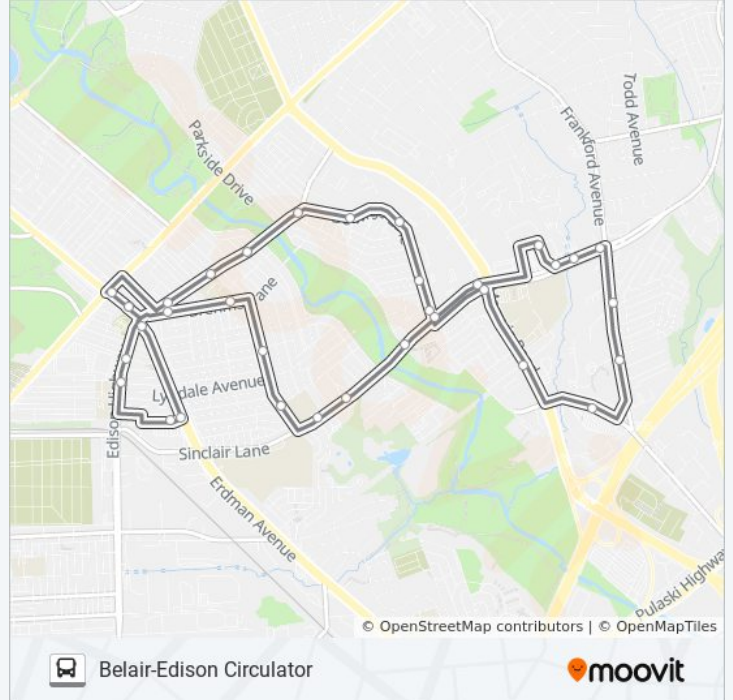 Todd Avenue
Frankford Avenue
Parkside Drive
Lane
Avenue
Sinclair Lane
Erdman Avenue
Pulaski Highway
© OpenStreetMap contributors | © OpenMapTiles
Belair-Edison Circulator
moovit